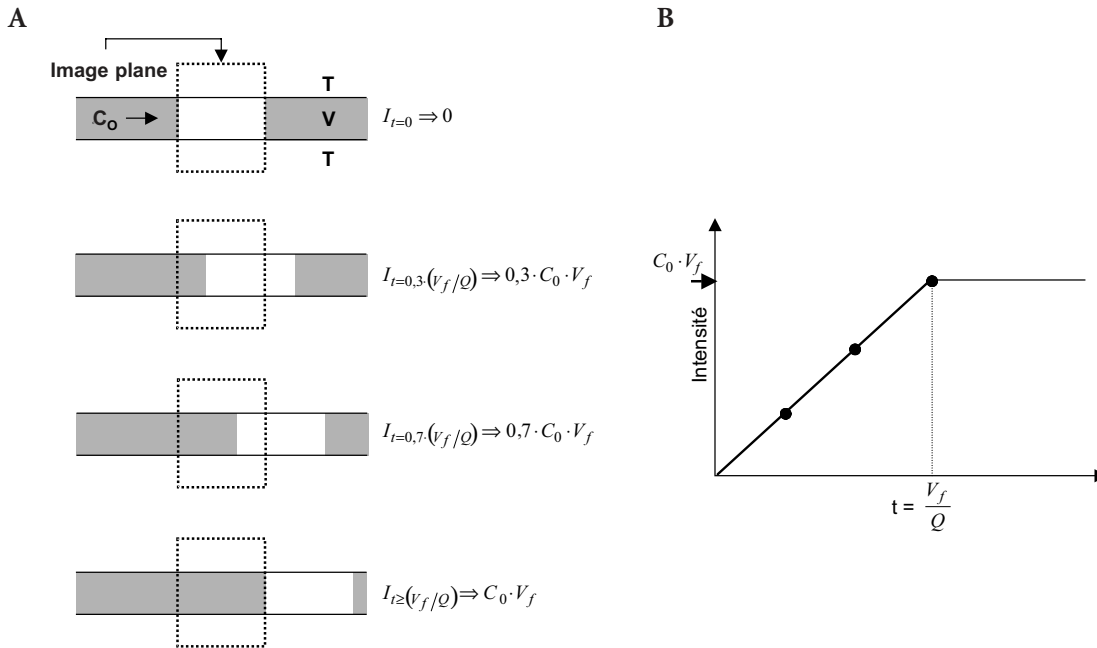 A
Image plane
T
C₀
V
T
I_{t=0} ⇒ 0
I_{t=0,3·(V_f/Q)} ⇒ 0,3·C₀·V_f
I_{t=0,7·(V_f/Q)} ⇒ 0,7·C₀·V_f
I_{t≥(V_f/Q)} ⇒ C₀·V_f
B
C₀·V_f
Intensité
t = V_f/Q